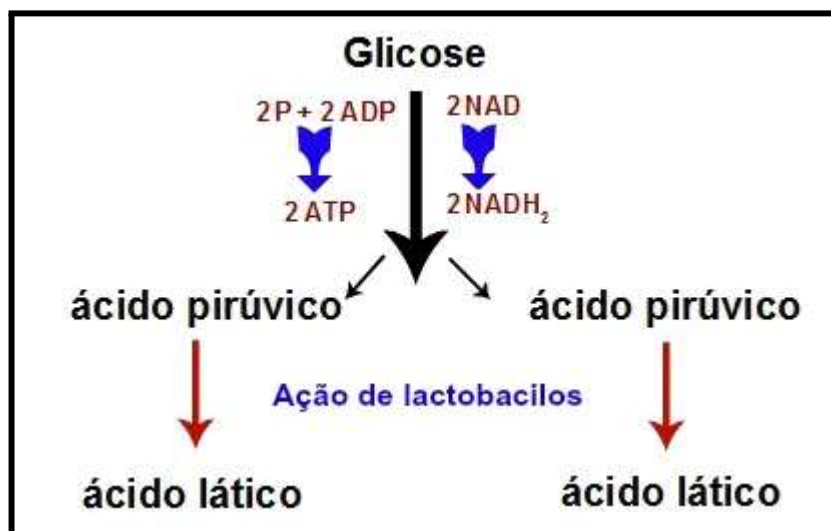 Glicose
2P + 2 ADP 2NAD
2 ATP 2NADH₂
ácido pirúvico ácido pirúvico
Ação de lactobacilos
ácido lático ácido lático